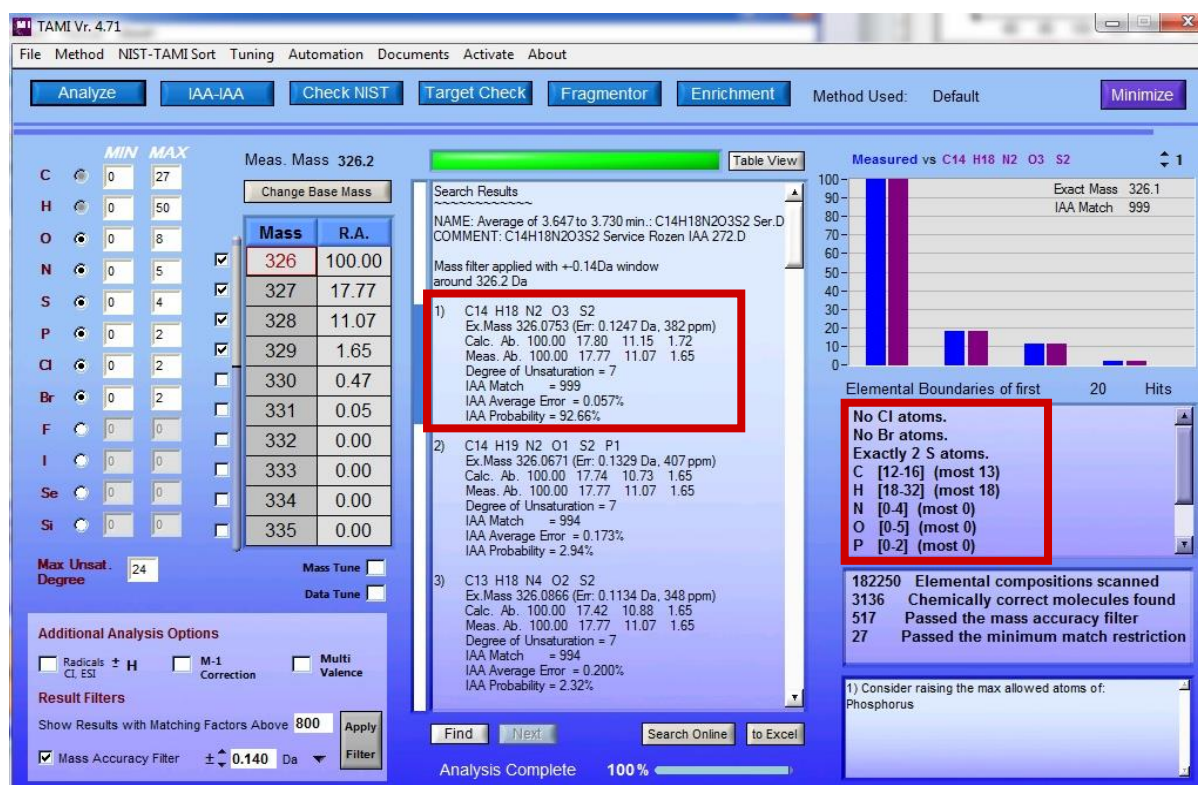 TAMI Vr. 4.71
File Method NIST-TAMI Sort Tuning Automation Documents Activate About
Analyze IAA-IAA Check NIST Target Check Fragmentor Enrichment Method Used: Default Minimize
MIN MAX
C 0 27
H 0 50
O 0 8
N 0 5
S 0 4
P 0 2
Cl 0 2
Br 0 2
F 0 0
I 0 0
Se 0 0
Si 0 0
Max Unsat. Degree 24
Meas. Mass 326.2
Change Base Mass
Mass R.A.
326 100.00
327 17.77
328 11.07
329 1.65
330 0.47
331 0.05
332 0.00
333 0.00
334 0.00
335 0.00
Mass Tune
Data Tune
Additional Analysis Options
Radicals ± H
CI, ESI
M-1
Correction
Multi
Valence
Result Filters
Show Results with Matching Factors Above 800
Mass Accuracy Filter ± 0.140 Da
Apply
Filter
Table View
Search Results
~~~~~~~~~~~~
NAME: Average of 3.647 to 3.730 min.: C14H18N2O3S2 Ser.D
COMMENT: C14H18N2O3S2 Service Rozen IAA 272.D
Mass filter applied with +-0.14Da window
around 326.2 Da
1) C14 H18 N2 O3 S2
Ex.Mass 326.0753 (Err: 0.1247 Da, 382 ppm)
Calc. Ab. 100.00 17.80 11.15 1.72
Meas. Ab. 100.00 17.77 11.07 1.65
Degree of Unsaturation = 7
IAA Match = 999
IAA Average Error = 0.057%
IAA Probability = 92.66%
2) C14 H19 N2 O1 S2 P1
Ex.Mass 326.0671 (Err: 0.1329 Da, 407 ppm)
Calc. Ab. 100.00 17.74 10.73 1.65
Meas. Ab. 100.00 17.77 11.07 1.65
Degree of Unsaturation = 7
IAA Match = 994
IAA Average Error = 0.173%
IAA Probability = 2.94%
3) C13 H18 N4 O2 S2
Ex.Mass 326.0866 (Err: 0.1134 Da, 348 ppm)
Calc. Ab. 100.00 17.42 10.88 1.65
Meas. Ab. 100.00 17.77 11.07 1.65
Degree of Unsaturation = 7
IAA Match = 994
IAA Average Error = 0.200%
IAA Probability = 2.32%
Find Next Search Online to Excel
Analysis Complete 100%
Measured vs C14 H18 N2 O3 S2 1
Exact Mass 326.1
IAA Match 999
100
90
80
70
60
50
40
30
20
10
0
Elemental Boundaries of first 20 Hits
No Cl atoms.
No Br atoms.
Exactly 2 S atoms.
C [12-16] (most 13)
H [18-32] (most 18)
N [0-4] (most 0)
O [0-5] (most 0)
P [0-2] (most 0)
182250 Elemental compositions scanned
3136 Chemically correct molecules found
517 Passed the mass accuracy filter
27 Passed the minimum match restriction
1) Consider raising the max allowed atoms of:
Phosphorus